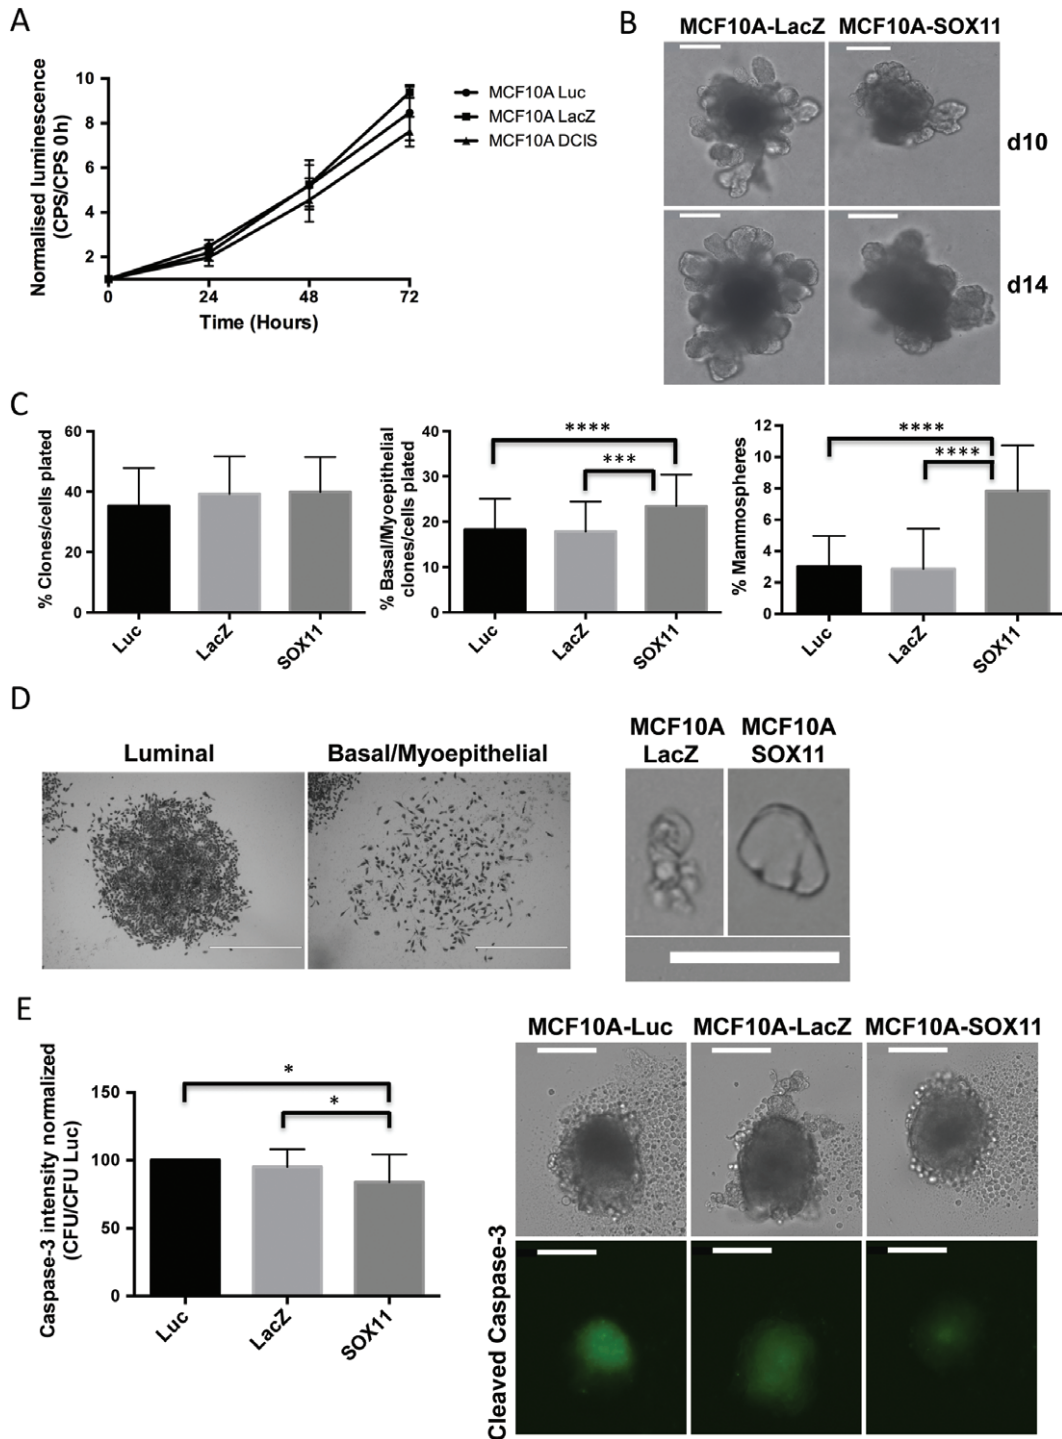 A
Normalised luminescence
(CPS/CPS 0 h)
10
8
6
4
2
0
24
48
72
Time (Hours)
MCF10A Luc
MCF10A LacZ
MCF10A DCIS
B
MCF10A-LacZ
MCF10A-SOX11
d10
d14
C
% Clones/cells plated
60
40
20
0
Luc
LacZ
SOX11
% Basal/Myoepithelial
clones/cells plated
40
30
20
10
0
****
***
Luc
LacZ
SOX11
% Mammospheres
12
10
8
6
4
2
0
****
****
Luc
LacZ
SOX11
D
Luminal
Basal/Myoepithelial
MCF10A
LacZ
MCF10A
SOX11
E
Caspase-3 intensity normalized
(CFU/CFU Luc)
150
100
50
0
*
*
Luc
LacZ
SOX11
MCF10A-Luc
MCF10A-LacZ
MCF10A-SOX11
Cleaved Caspase-3